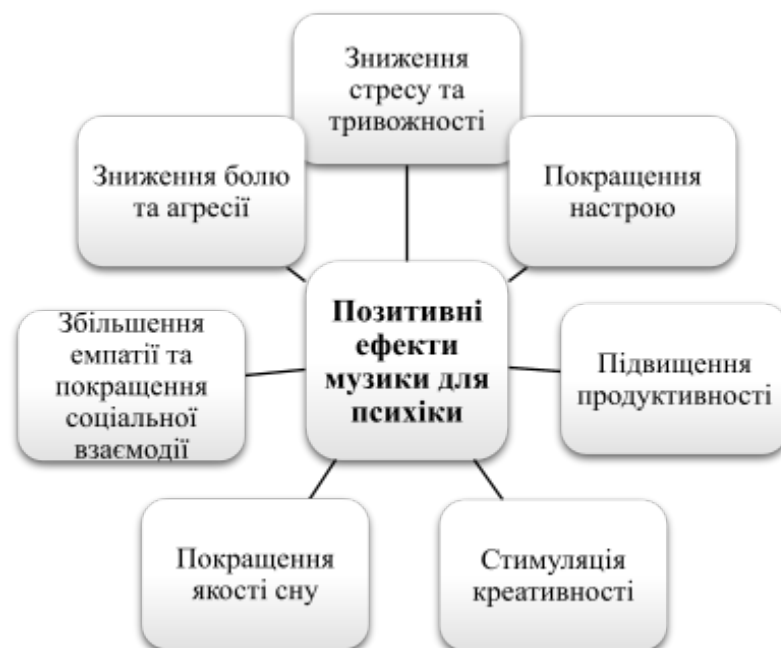 Зниження
стресу та
тривожності
Покращення
настрою
Підвищення
продуктивності
Стимуляція
креативності
Покращення
якості сну
Збільшення
емпатії та
покращення
соціальної
взаємодії
Зниження болю
та агресії
Позитивні
ефекти
музики для
психіки